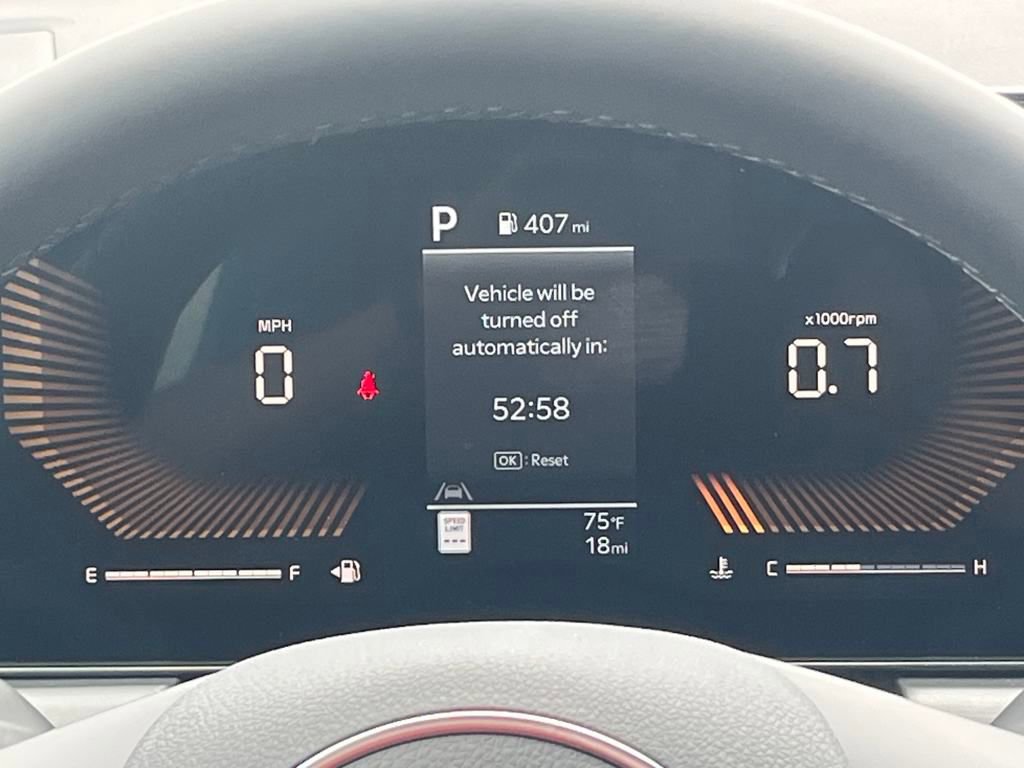 P 407 mi
Vehicle will be
turned off
automatically in:
52:58
OK : Reset
MPH
0
x1000rpm
0.7
SPEED
LIMIT
---
75°F
18mi
E F
C H